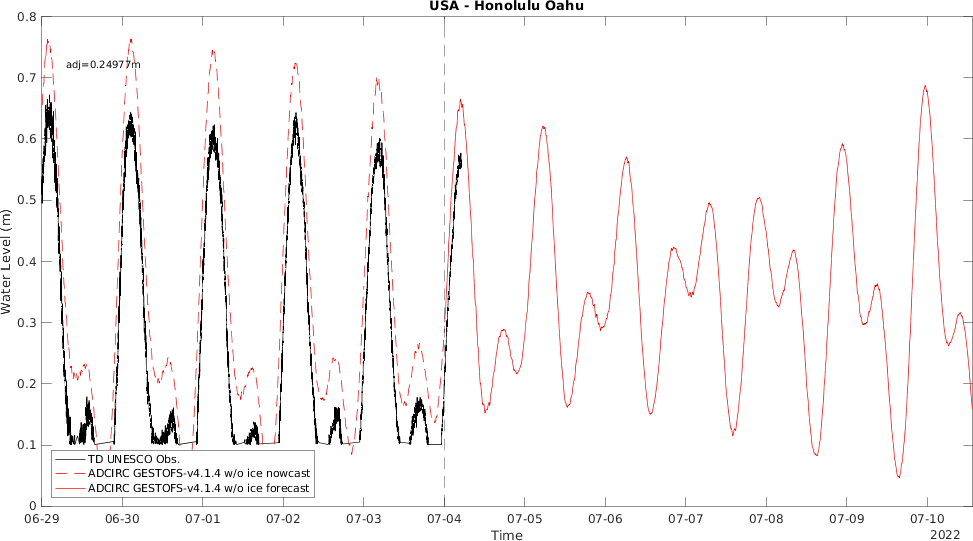 USA - Honolulu Oahu
0.8
adj=0.24977m
0.7
0.6
0.5
0.4
0.3
0.2
0.1
0
Water Level (m)
TD UNESCO Obs.
ADCIRC GESTOFS-v4.1.4 w/o ice nowcast
ADCIRC GESTOFS-v4.1.4 w/o ice forecast
06-29 06-30 07-01 07-02 07-03 07-04 07-05 07-06 07-07 07-08 07-09 07-10
Time
2022